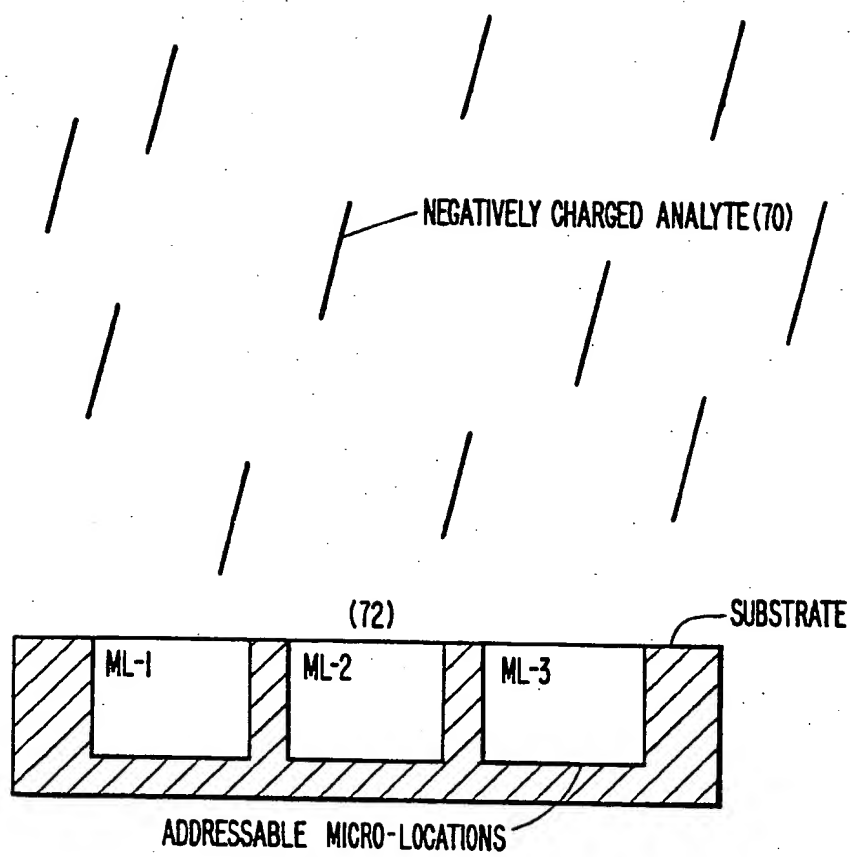 NEGATIVELY CHARGED ANALYTE(70)
(72)
SUBSTRATE
ML-1
ML-2
ML-3
ADDRESSABLE MICRO-LOCATIONS